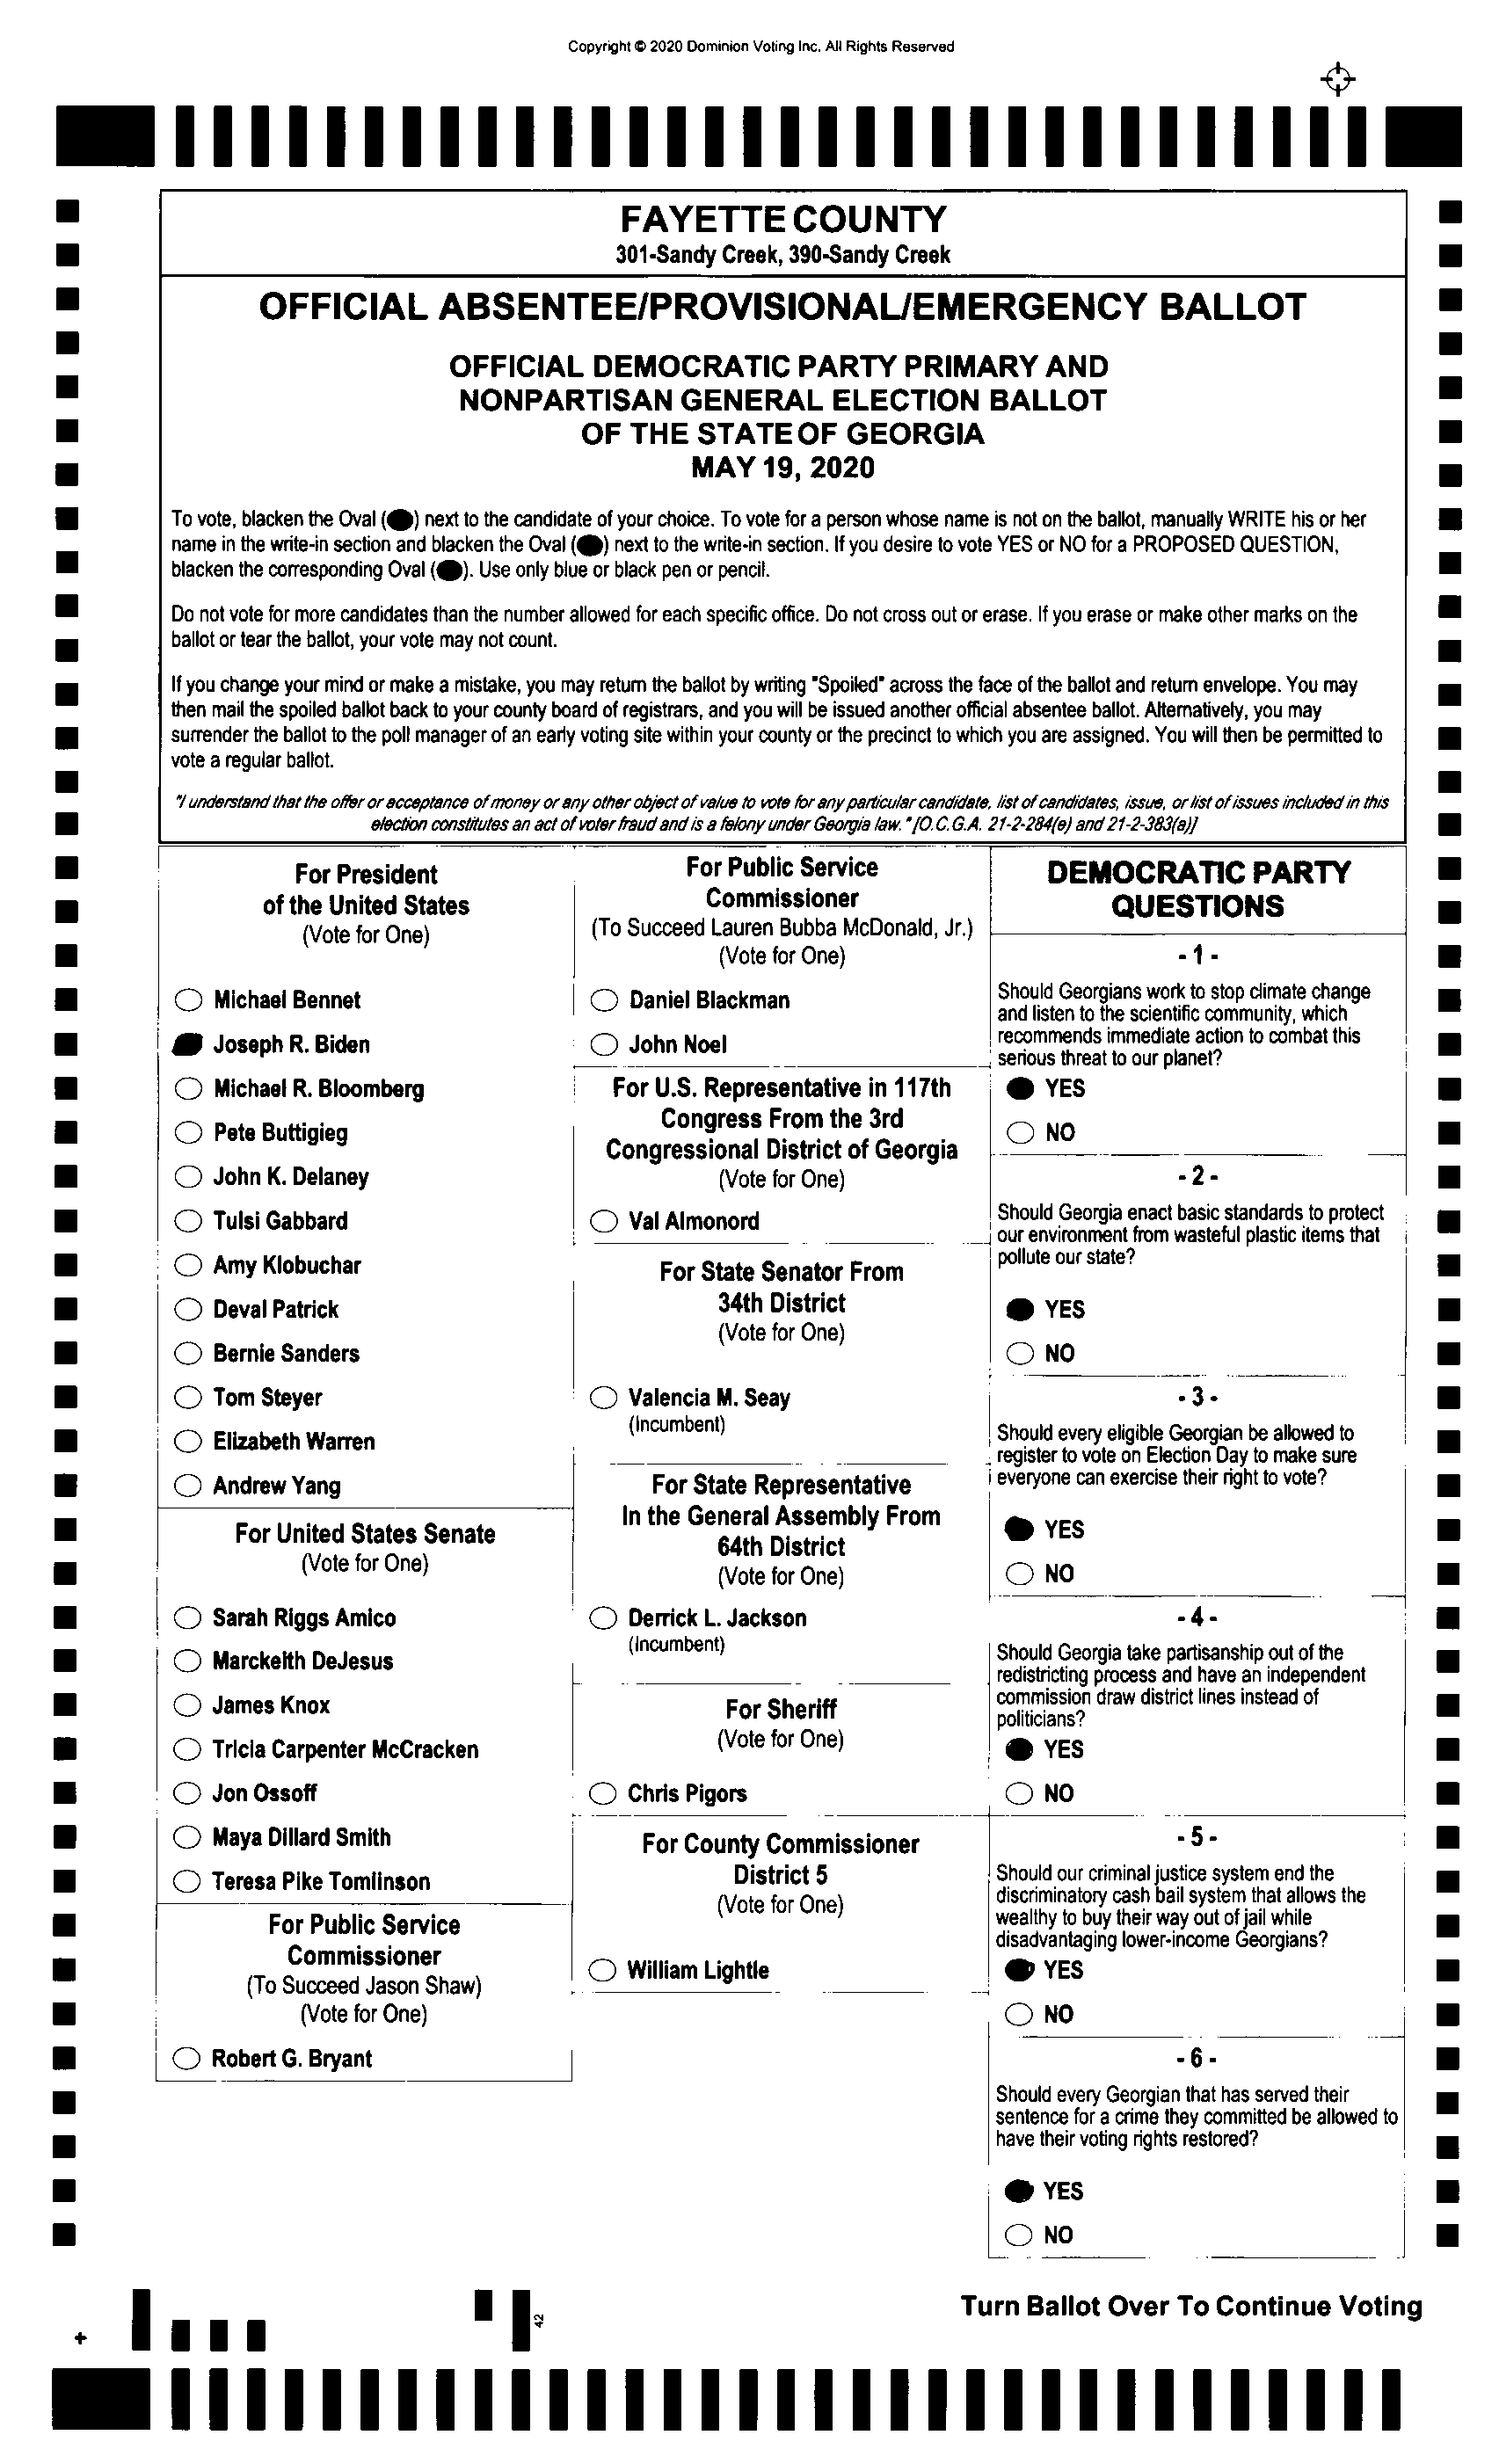 Copyright © 2020 Dominion Voting Inc. All Rights Reserved
FAYETTE COUNTY
301-Sandy Creek, 390-Sandy Creek
OFFICIAL ABSENTEE/PROVISIONAL/EMERGENCY BALLOT
OFFICIAL DEMOCRATIC PARTY PRIMARY AND
NONPARTISAN GENERAL ELECTION BALLOT
OF THE STATE OF GEORGIA
MAY 19, 2020
To vote, blacken the Oval ( ) next to the candidate of your choice. To vote for a person whose name is not on the ballot, manually WRITE his or her
name in the write-in section and blacken the Oval ( ) next to the write-in section. If you desire to vote YES or NO for a PROPOSED QUESTION,
blacken the corresponding Oval ( ). Use only blue or black pen or pencil.
Do not vote for more candidates than the number allowed for each specific office. Do not cross out or erase. If you erase or make other marks on the
ballot or tear the ballot, your vote may not count.
If you change your mind or make a mistake, you may return the ballot by writing "Spoiled" across the face of the ballot and return envelope. You may
then mail the spoiled ballot back to your county board of registrars, and you will be issued another official absentee ballot. Alternatively, you may
surrender the ballot to the poll manager of an early voting site within your county or the precinct to which you are assigned. You will then be permitted to
vote a regular ballot.
"I understand that the offer or acceptance of money or any other object of value to vote for any particular candidate, list of candidates, issue, or list of issues included in this
election constitutes an act of voter fraud and is a felony under Georgia law." [O.C.G.A. 21-2-284(e) and 21-2-383(a)]
For President
of the United States
(Vote for One)
Michael Bennet
Joseph R. Biden
Michael R. Bloomberg
Pete Buttigieg
John K. Delaney
Tulsi Gabbard
Amy Klobuchar
Deval Patrick
Bernie Sanders
Tom Steyer
Elizabeth Warren
Andrew Yang
For United States Senate
(Vote for One)
Sarah Riggs Amico
Marckeith DeJesus
James Knox
Tricia Carpenter McCracken
Jon Ossoff
Maya Dillard Smith
Teresa Pike Tomlinson
For Public Service
Commissioner
(To Succeed Jason Shaw)
(Vote for One)
Robert G. Bryant
For Public Service
Commissioner
(To Succeed Lauren Bubba McDonald, Jr.)
(Vote for One)
Daniel Blackman
John Noel
For U.S. Representative in 117th
Congress From the 3rd
Congressional District of Georgia
(Vote for One)
Val Almonord
For State Senator From
34th District
(Vote for One)
Valencia M. Seay
(Incumbent)
For State Representative
In the General Assembly From
64th District
(Vote for One)
Derrick L. Jackson
(Incumbent)
For Sheriff
(Vote for One)
Chris Pigors
For County Commissioner
District 5
(Vote for One)
William Lightle
DEMOCRATIC PARTY
QUESTIONS
- 1 -
Should Georgians work to stop climate change
and listen to the scientific community, which
recommends immediate action to combat this
serious threat to our planet?
YES
NO
- 2 -
Should Georgia enact basic standards to protect
our environment from wasteful plastic items that
pollute our state?
YES
NO
- 3 -
Should every eligible Georgian be allowed to
register to vote on Election Day to make sure
everyone can exercise their right to vote?
YES
NO
- 4 -
Should Georgia take partisanship out of the
redistricting process and have an independent
commission draw district lines instead of
politicians?
YES
NO
- 5 -
Should our criminal justice system end the
discriminatory cash bail system that allows the
wealthy to buy their way out of jail while
disadvantaging lower-income Georgians?
YES
NO
- 6 -
Should every Georgian that has served their
sentence for a crime they committed be allowed to
have their voting rights restored?
YES
NO
Turn Ballot Over To Continue Voting
42